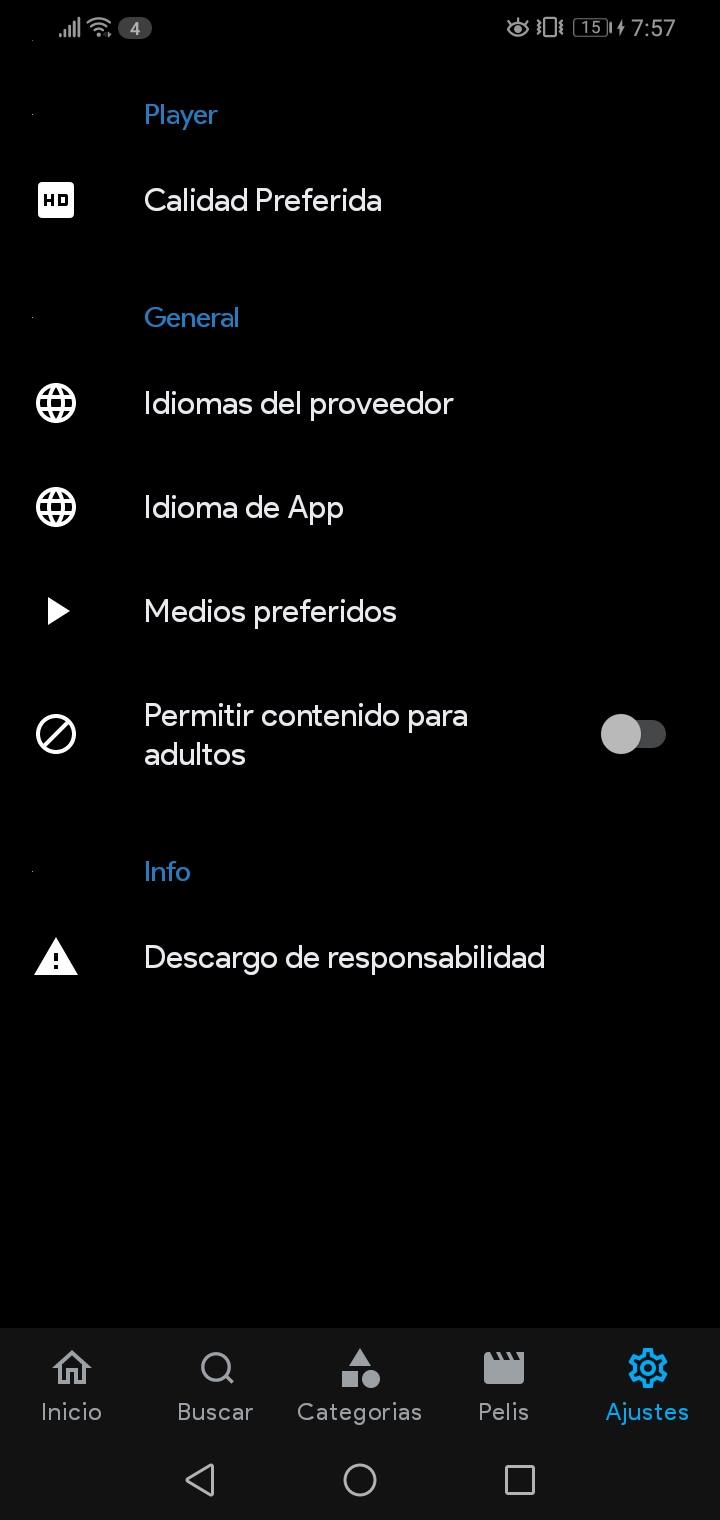 4
15
7:57
Player
HD
Calidad Preferida
General
Idiomas del proveedor
Idioma de App
Medios preferidos
Permitir contenido para
adultos
Info
Descargo de responsabilidad
Inicio
Buscar
Categorias
Pelis
Ajustes